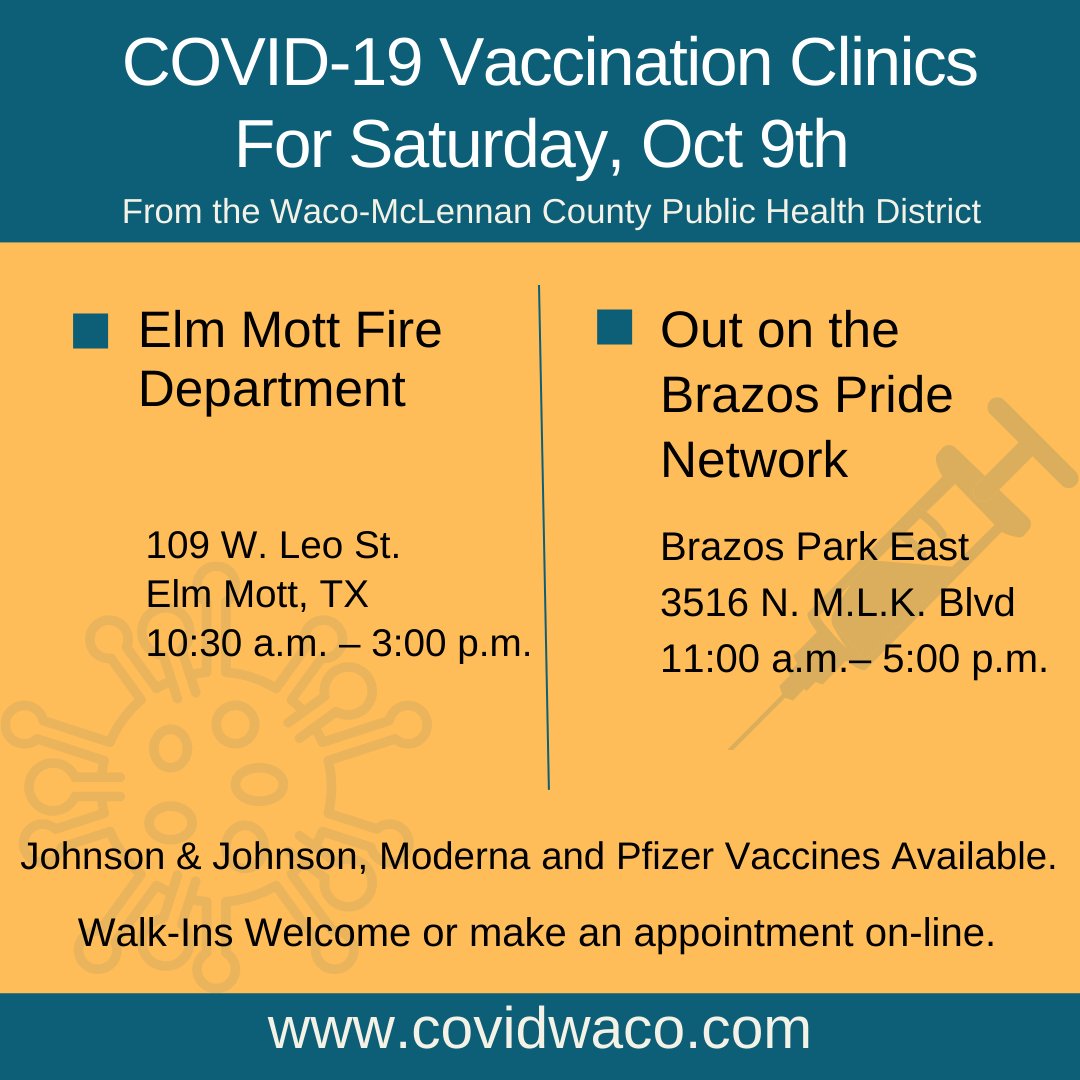 COVID-19 Vaccination Clinics
For Saturday, Oct 9th
From the Waco-McLennan County Public Health District
Elm Mott Fire
Department
109 W. Leo St.
Elm Mott, TX
10:30 a.m. – 3:00 p.m.
Out on the
Brazos Pride
Network
Brazos Park East
3516 N. M.L.K. Blvd
11:00 a.m.– 5:00 p.m.
Johnson & Johnson, Moderna and Pfizer Vaccines Available.
Walk-Ins Welcome or make an appointment on-line.
www.covidwaco.com